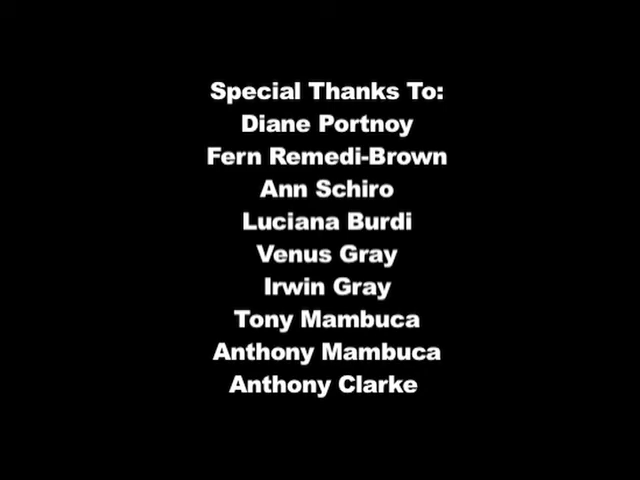 Special Thanks To:
Diane Portnoy
Fern Remedi-Brown
Ann Schiro
Luciana Burdi
Venus Gray
Irwin Gray
Tony Mambuca
Anthony Mambuca
Anthony Clarke